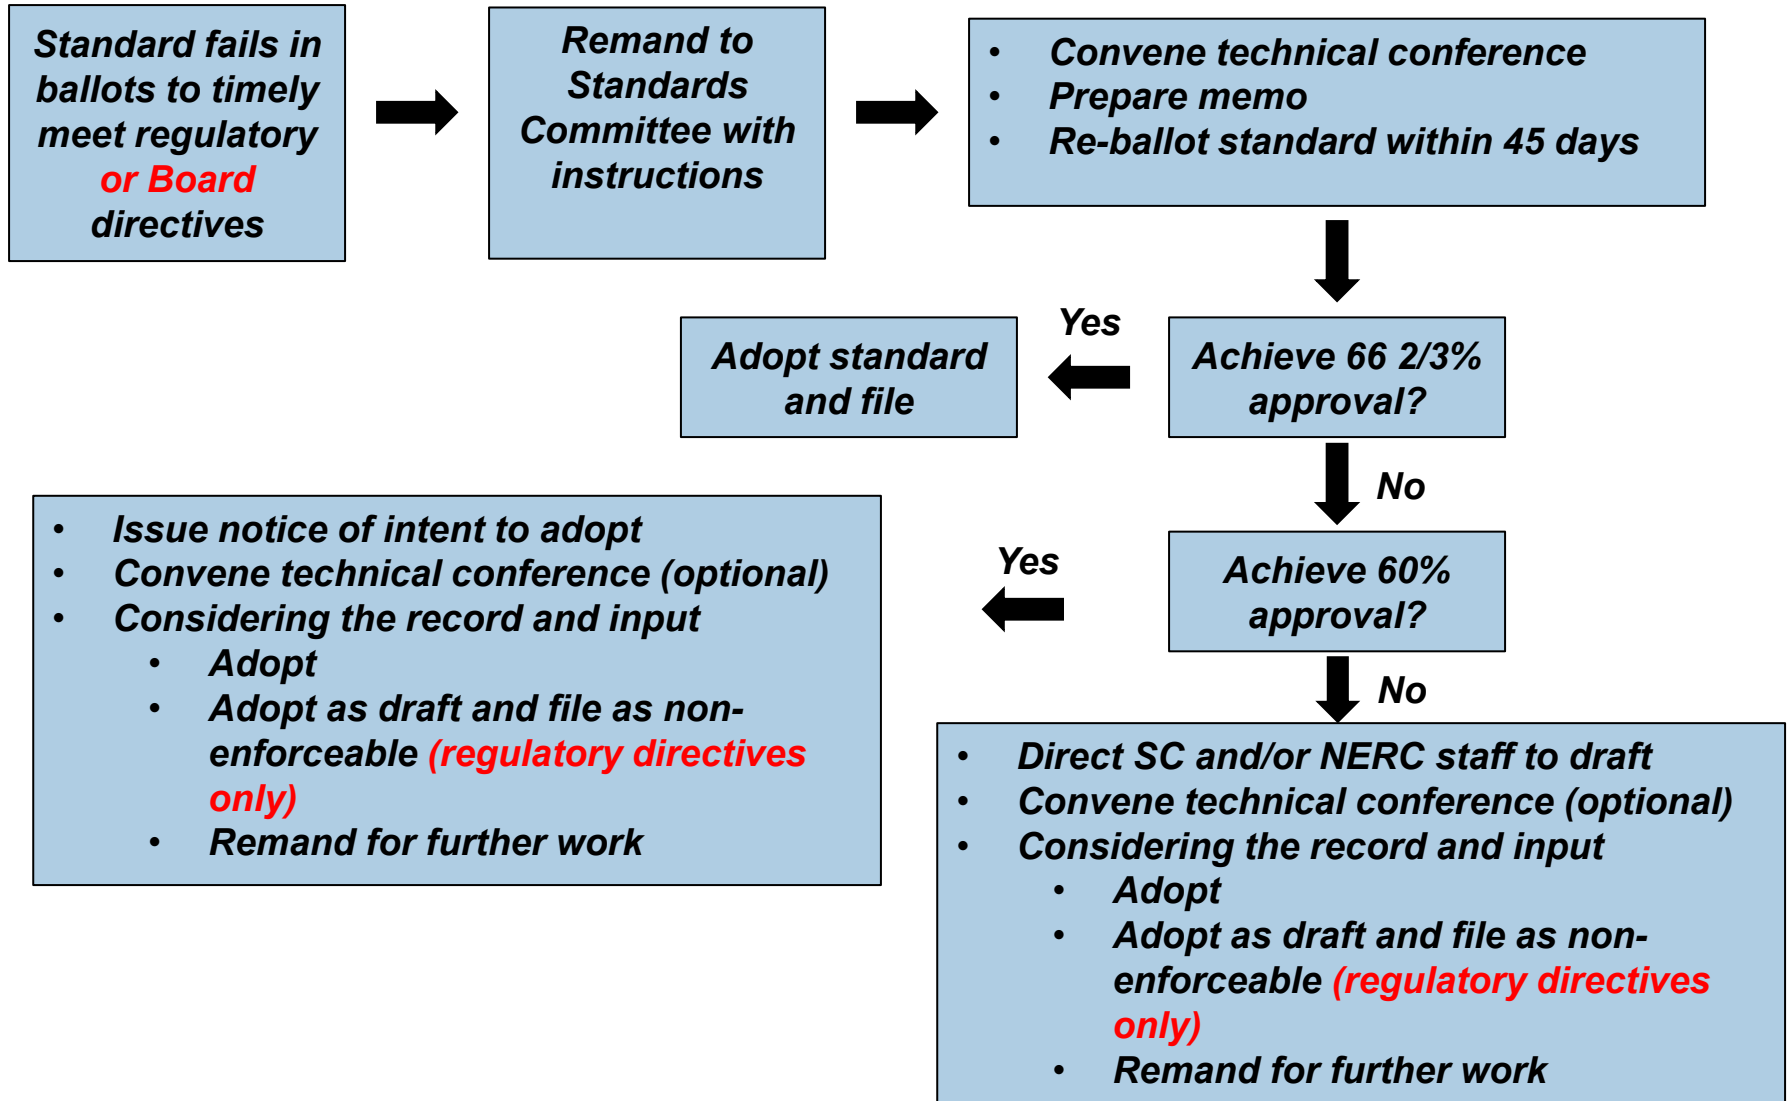 Standard fails in
ballots to timely
meet regulatory
or Board
directives
Remand to
Standards
Committee with
instructions
• Convene technical conference
• Prepare memo
• Re-ballot standard within 45 days
Achieve 66 2/3%
approval?
Yes
Adopt standard
and file
No
Achieve 60%
approval?
Yes
• Issue notice of intent to adopt
• Convene technical conference (optional)
• Considering the record and input
• Adopt
• Adopt as draft and file as non-
enforceable (regulatory directives
only)
• Remand for further work
No
• Direct SC and/or NERC staff to draft
• Convene technical conference (optional)
• Considering the record and input
• Adopt
• Adopt as draft and file as non-
enforceable (regulatory directives
only)
• Remand for further work